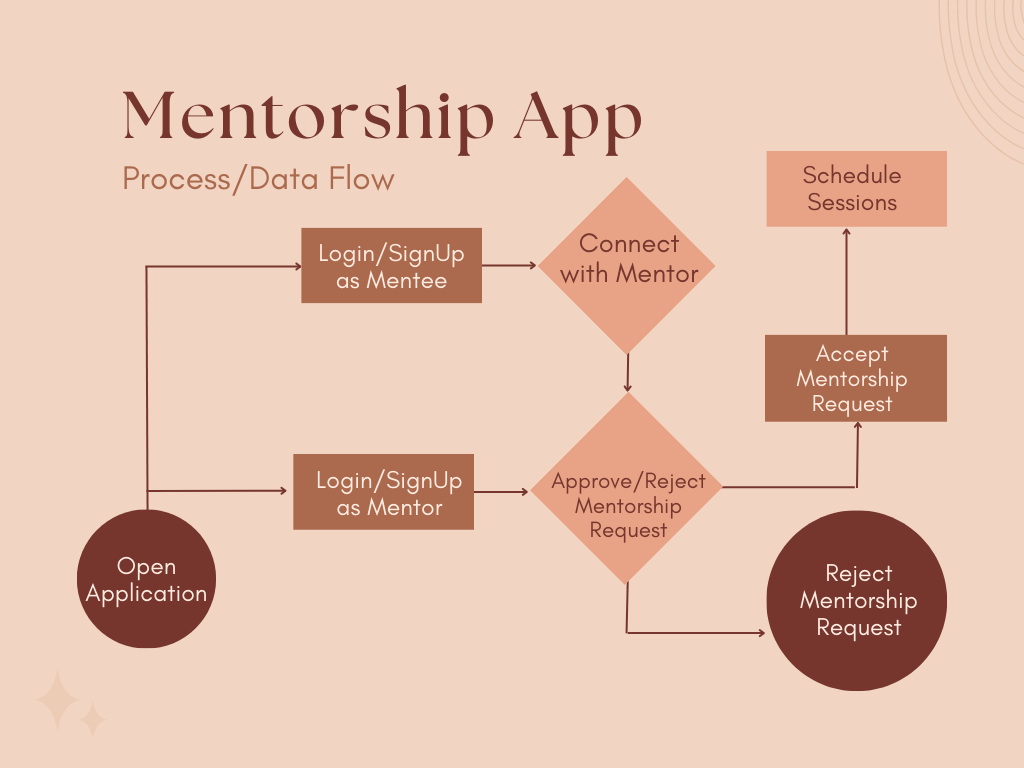 Mentorship App
Process/Data Flow
Schedule
Sessions
Login/SignUp
as Mentee
Connect
with Mentor
Accept
Mentorship
Request
Login/SignUp
as Mentor
Approve/Reject
Mentorship
Request
Open
Application
Reject
Mentorship
Request